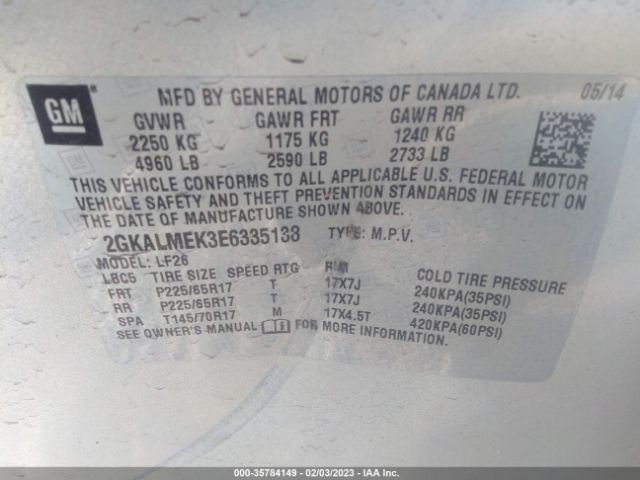 GM
MFD BY GENERAL MOTORS OF CANADA LTD. 05/14
GVWR GAWR FRT GAWR RR
2250 KG 1175 KG 1240 KG
4960 LB 2590 LB 2733 LB
THIS VEHICLE CONFORMS TO ALL APPLICABLE U.S. FEDERAL MOTOR
VEHICLE SAFETY AND THEFT PREVENTION STANDARDS IN EFFECT ON
THE DATE OF MANUFACTURE SHOWN ABOVE.
2GKALMEK3E6335133 TYPE: M.P.V.
MODEL: LF26
L8C5 TIRE SIZE SPEED RTG RIM COLD TIRE PRESSURE
FRT P225/65R17 T 17X7J 240KPA(35PSI)
RR P225/65R17 T 17X7J 240KPA(35PSI)
SPA T145/70R17 M 17X4.5T 420KPA(60PSI)
SEE OWNER'S MANUAL FOR MORE INFORMATION.
000-35784149 - 02/03/2023 - IAA Inc.